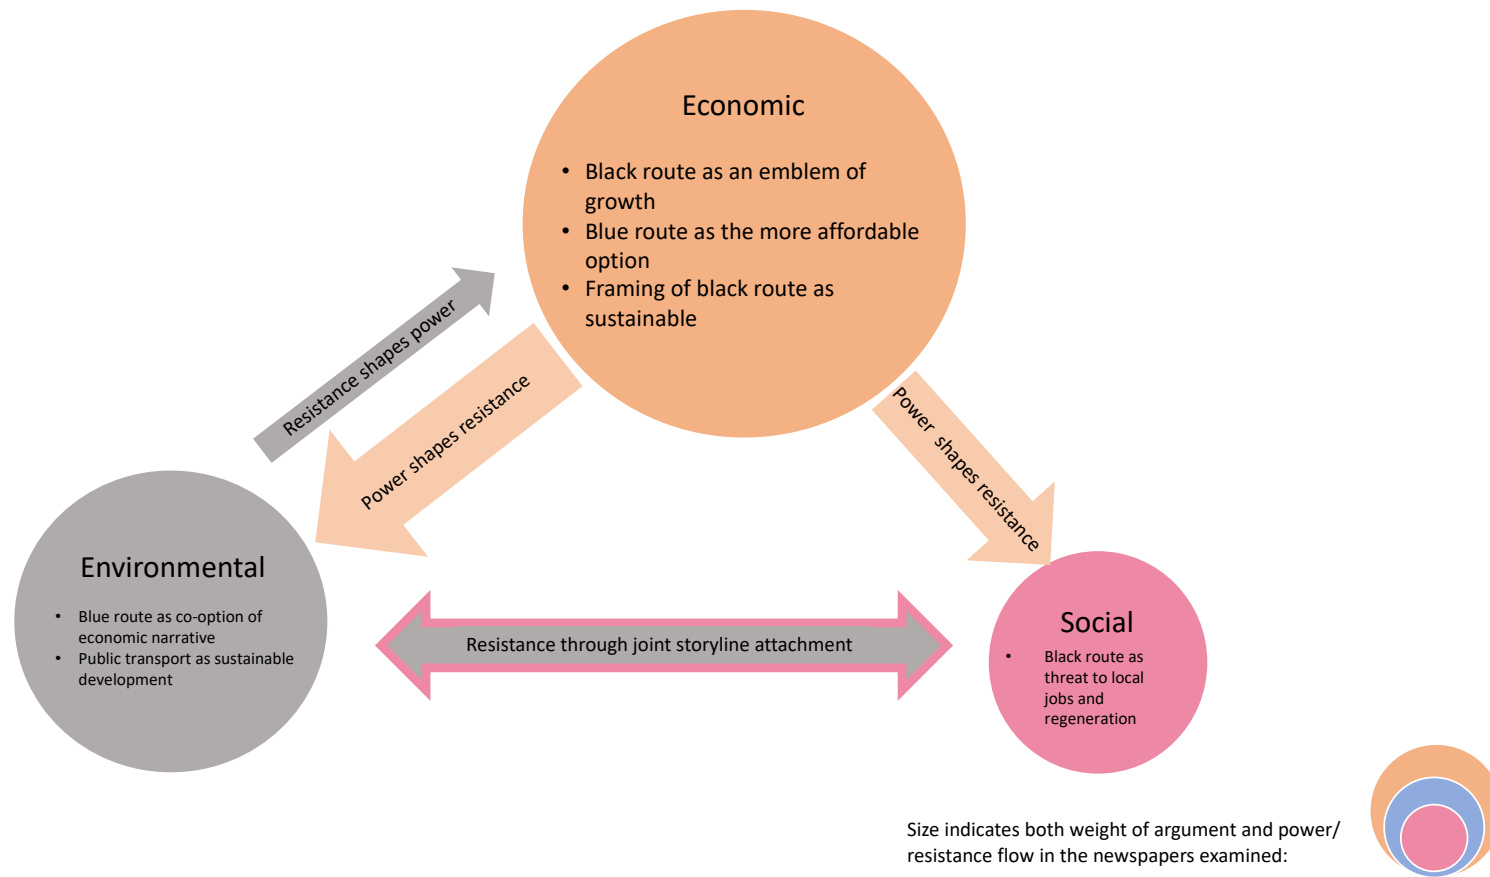 Economic
• Black route as an emblem of
growth
• Blue route as the more affordable
option
• Framing of black route as
sustainable
Resistance shapes power
Power shapes resistance
Power  shapes resistance
Environmental
• Blue route as co-option of
economic narrative
• Public transport as sustainable
development
Resistance through joint storyline attachment
Social
• Black route as
threat to local
jobs and
regeneration
Size indicates both weight of argument and power/
resistance flow in the newspapers examined: